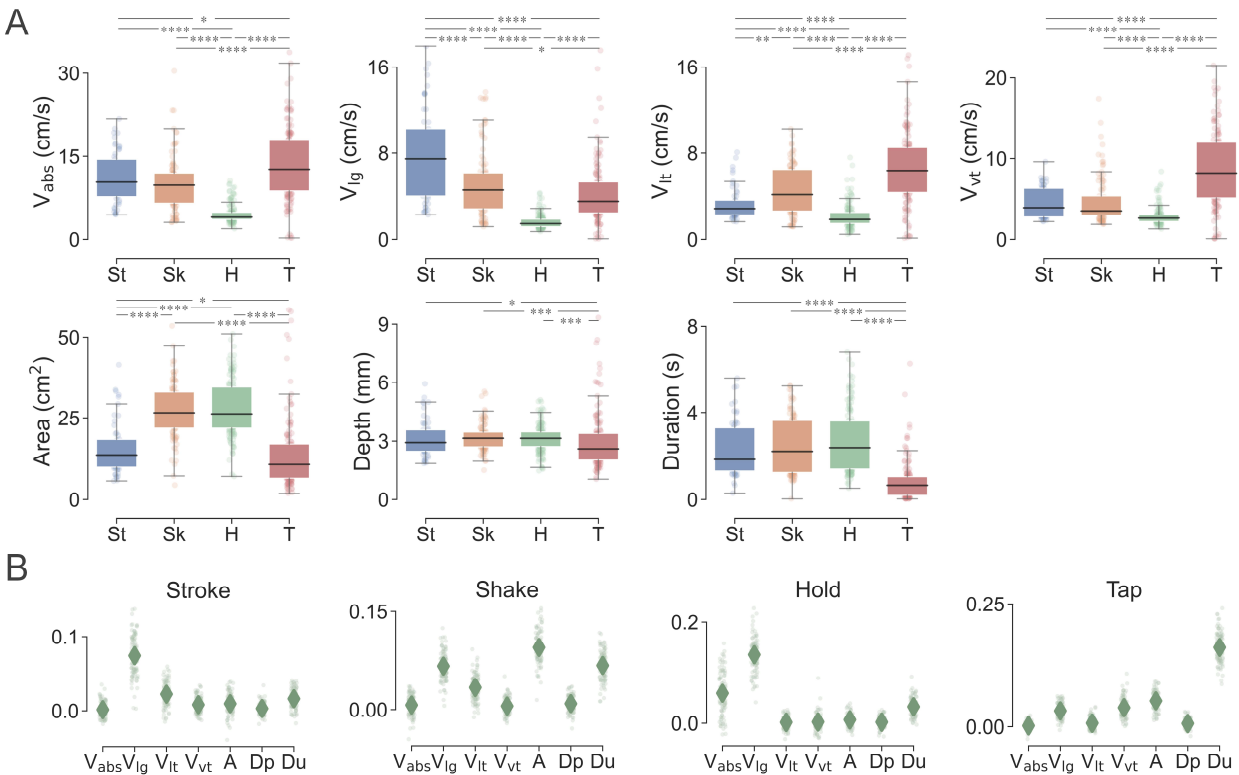 A
* **** **** **** ****
V_abs (cm/s)
30
15
0
St Sk H T
**** **** **** **** **** *
V_lg (cm/s)
16
8
0
St Sk H T
**** **** ** **** **** ****
V_lt (cm/s)
16
8
0
St Sk H T
**** **** **** **** ****
V_vt (cm/s)
20
10
0
St Sk H T
* **** **** **** ****
Area (cm²)
50
25
0
St Sk H T
* *** ***
Depth (mm)
9
6
3
0
St Sk H T
**** **** ****
Duration (s)
8
4
0
St Sk H T
B
Stroke
0.1
0.0
V_abs V_lg V_lt V_vt A Dp Du
Shake
0.15
0.00
V_abs V_lg V_lt V_vt A Dp Du
Hold
0.2
0.0
V_abs V_lg V_lt V_vt A Dp Du
Tap
0.25
0.00
V_abs V_lg V_lt V_vt A Dp Du